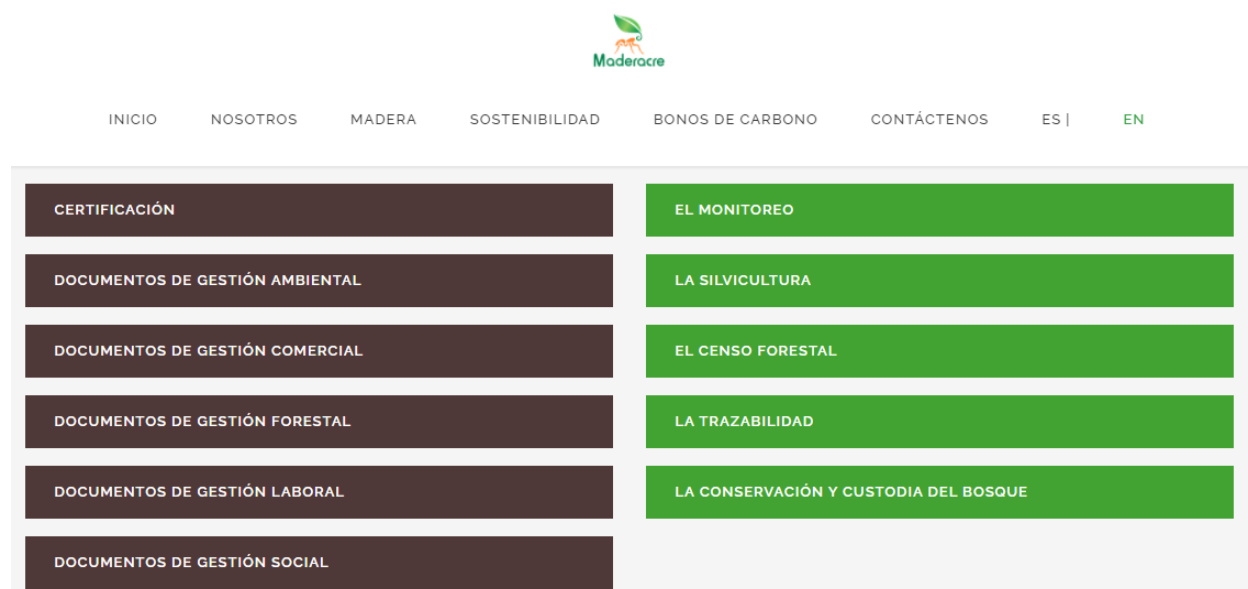 Maderacre
INICIO NOSOTROS MADERA SOSTENIBILIDAD BONOS DE CARBONO CONTÁCTENOS ES | EN
CERTIFICACIÓN
DOCUMENTOS DE GESTIÓN AMBIENTAL
DOCUMENTOS DE GESTIÓN COMERCIAL
DOCUMENTOS DE GESTIÓN FORESTAL
DOCUMENTOS DE GESTIÓN LABORAL
DOCUMENTOS DE GESTIÓN SOCIAL
EL MONITOREO
LA SILVICULTURA
EL CENSO FORESTAL
LA TRAZABILIDAD
LA CONSERVACIÓN Y CUSTODIA DEL BOSQUE